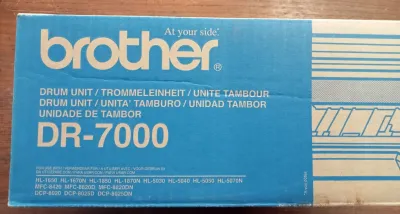 At your side.
brother®
DRUM UNIT / TROMMELEINHEIT / UNITE TAMBOUR
DRUM UNIT / UNITA' TAMBURO / UNIDAD TAMBOR
UNIDADE DE TAMBOR
DR-7000
HL-1650 HL-1670N HL-1850 HL-1870N HL-5030 HL-5040 HL-5050 HL-5070N
MFC-8420 MFC-8820D MFC-8820DN
DCP-8020 DCP-8025D DCP-8025DN